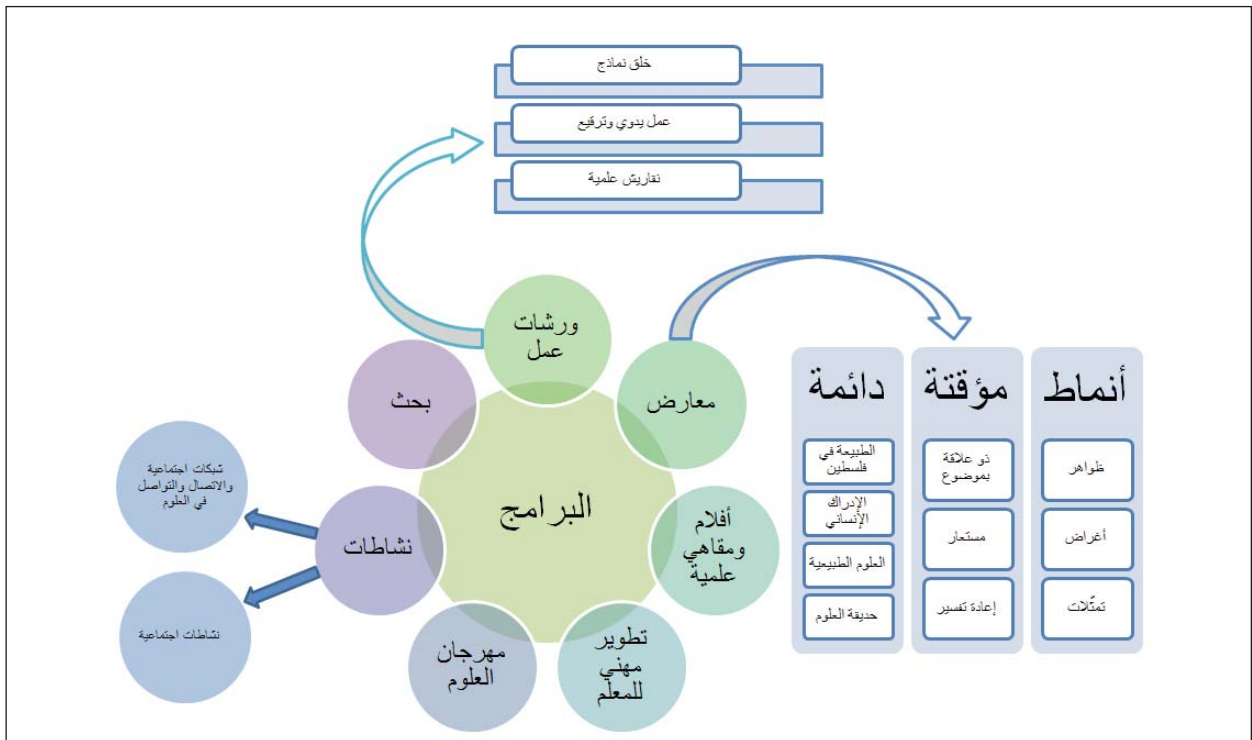 خلق نماذج
عمل يدوي وترقيع
نقاريش علمية
ورشات
عمل
معارض
أفلام
ومقاهي
علمية
تطوير
مهني
للمعلم
مهرجان
العلوم
نشاطات
بحث
البرامج
شبكات اجتماعية
والاتصال والتواصل
في العلوم
نشاطات اجتماعية
أنماط
ظواهر
أغراض
تمثّلات
مؤقتة
ذو علاقة
بموضوع
مستعار
إعادة تفسير
دائمة
الطبيعة في
فلسطين
الإدراك
الإنساني
العلوم الطبيعية
حديقة العلوم